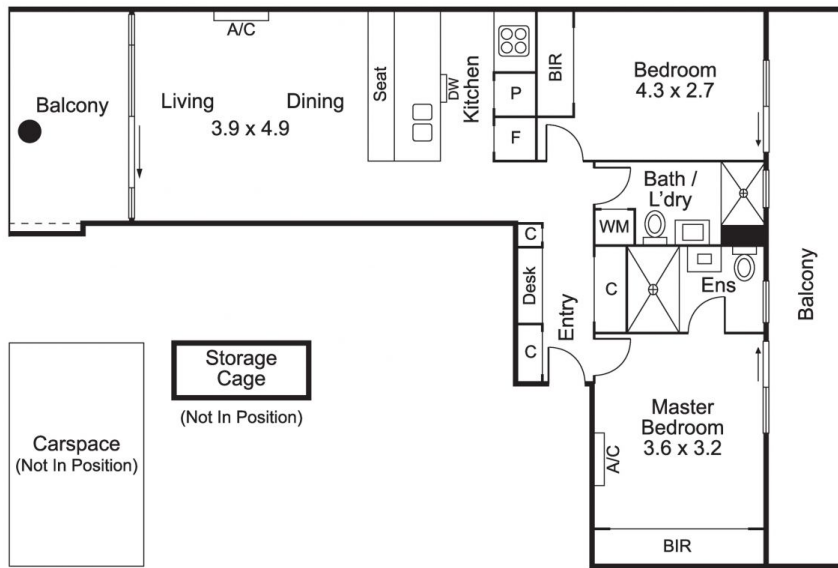 A/C
Balcony
Living
Dining
3.9 x 4.9
Seat
DW
Kitchen
P
F
BIR
Bedroom
4.3 x 2.7
Bath /
L'dry
WM
C
Desk
C
Entry
C
Ens
Balcony
Storage
Cage
(Not In Position)
Carspace
(Not In Position)
Master
Bedroom
3.6 x 3.2
A/C
BIR